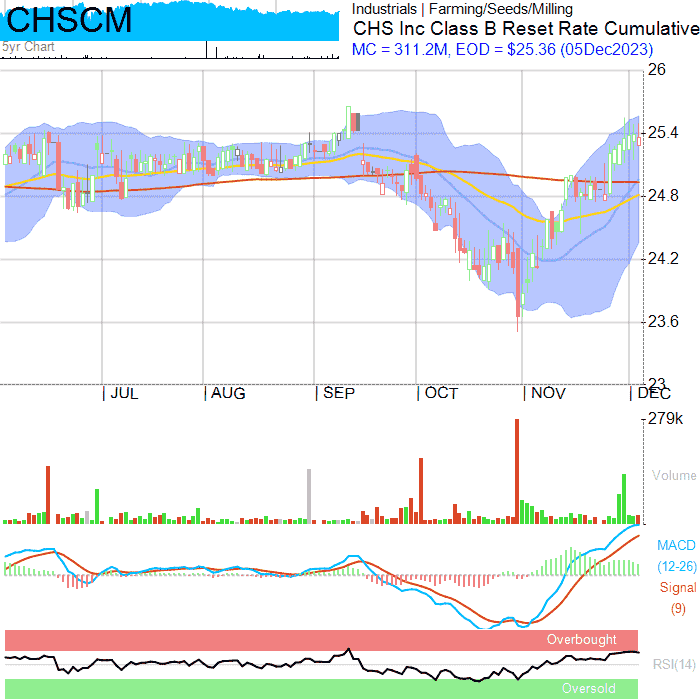 CHSCM
5yr Chart
Industrials | Farming/Seeds/Milling
CHS Inc Class B Reset Rate Cumulative
MC = 311.2M, EOD = $25.36 (05Dec2023)
26
25.4
24.8
24.2
23.6
23
JUL
AUG
SEP
OCT
NOV
DEC
279k
Volume
MACD
(12-26)
Signal
(9)
Overbought
RSI(14)
Oversold